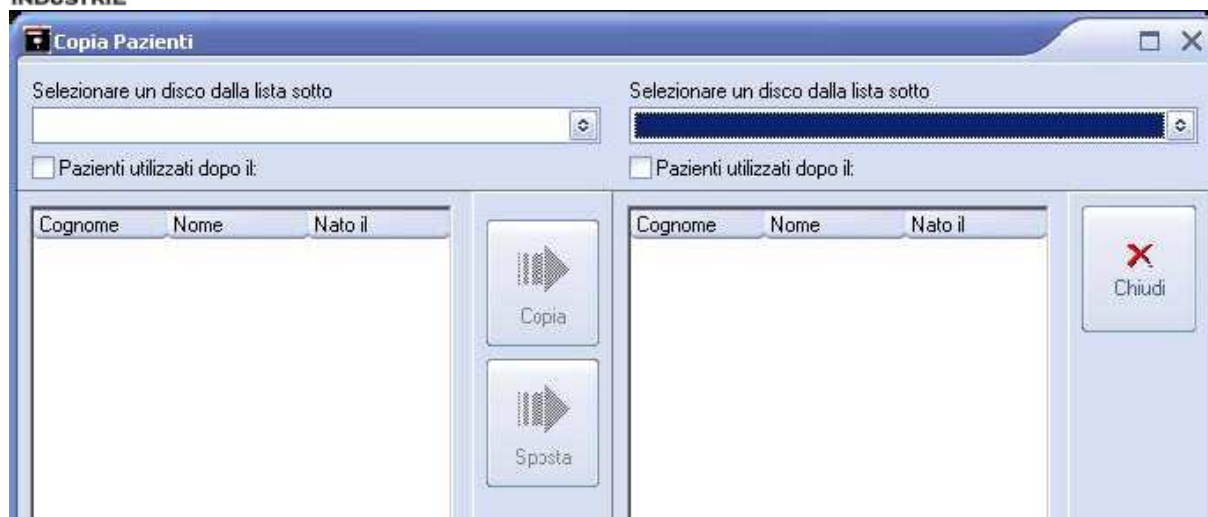 INDUSTRIE
Copia Pazienti
Selezionare un disco dalla lista sotto
Selezionare un disco dalla lista sotto
Pazienti utilizzati dopo il:
Pazienti utilizzati dopo il:
Cognome Nome Nato il
Cognome Nome Nato il
Copia
Chiudi
Sposta